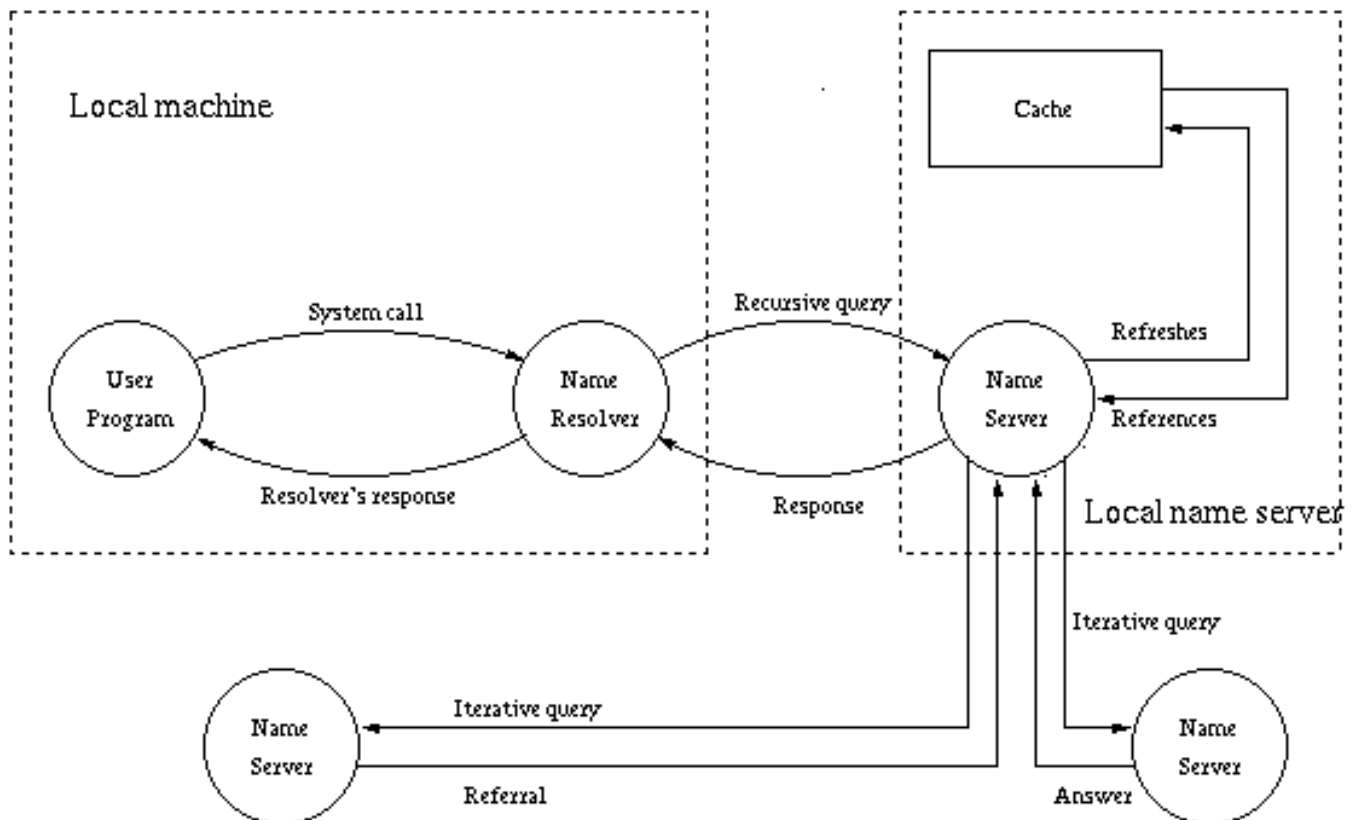 Local machine
Cache
System call
Recursive query
Refreshes
User
Program
Name
Resolver
Name
Server
References
Resolver's response
Response
Local name server
Iterative query
Iterative query
Name
Server
Name
Server
Referral
Answer